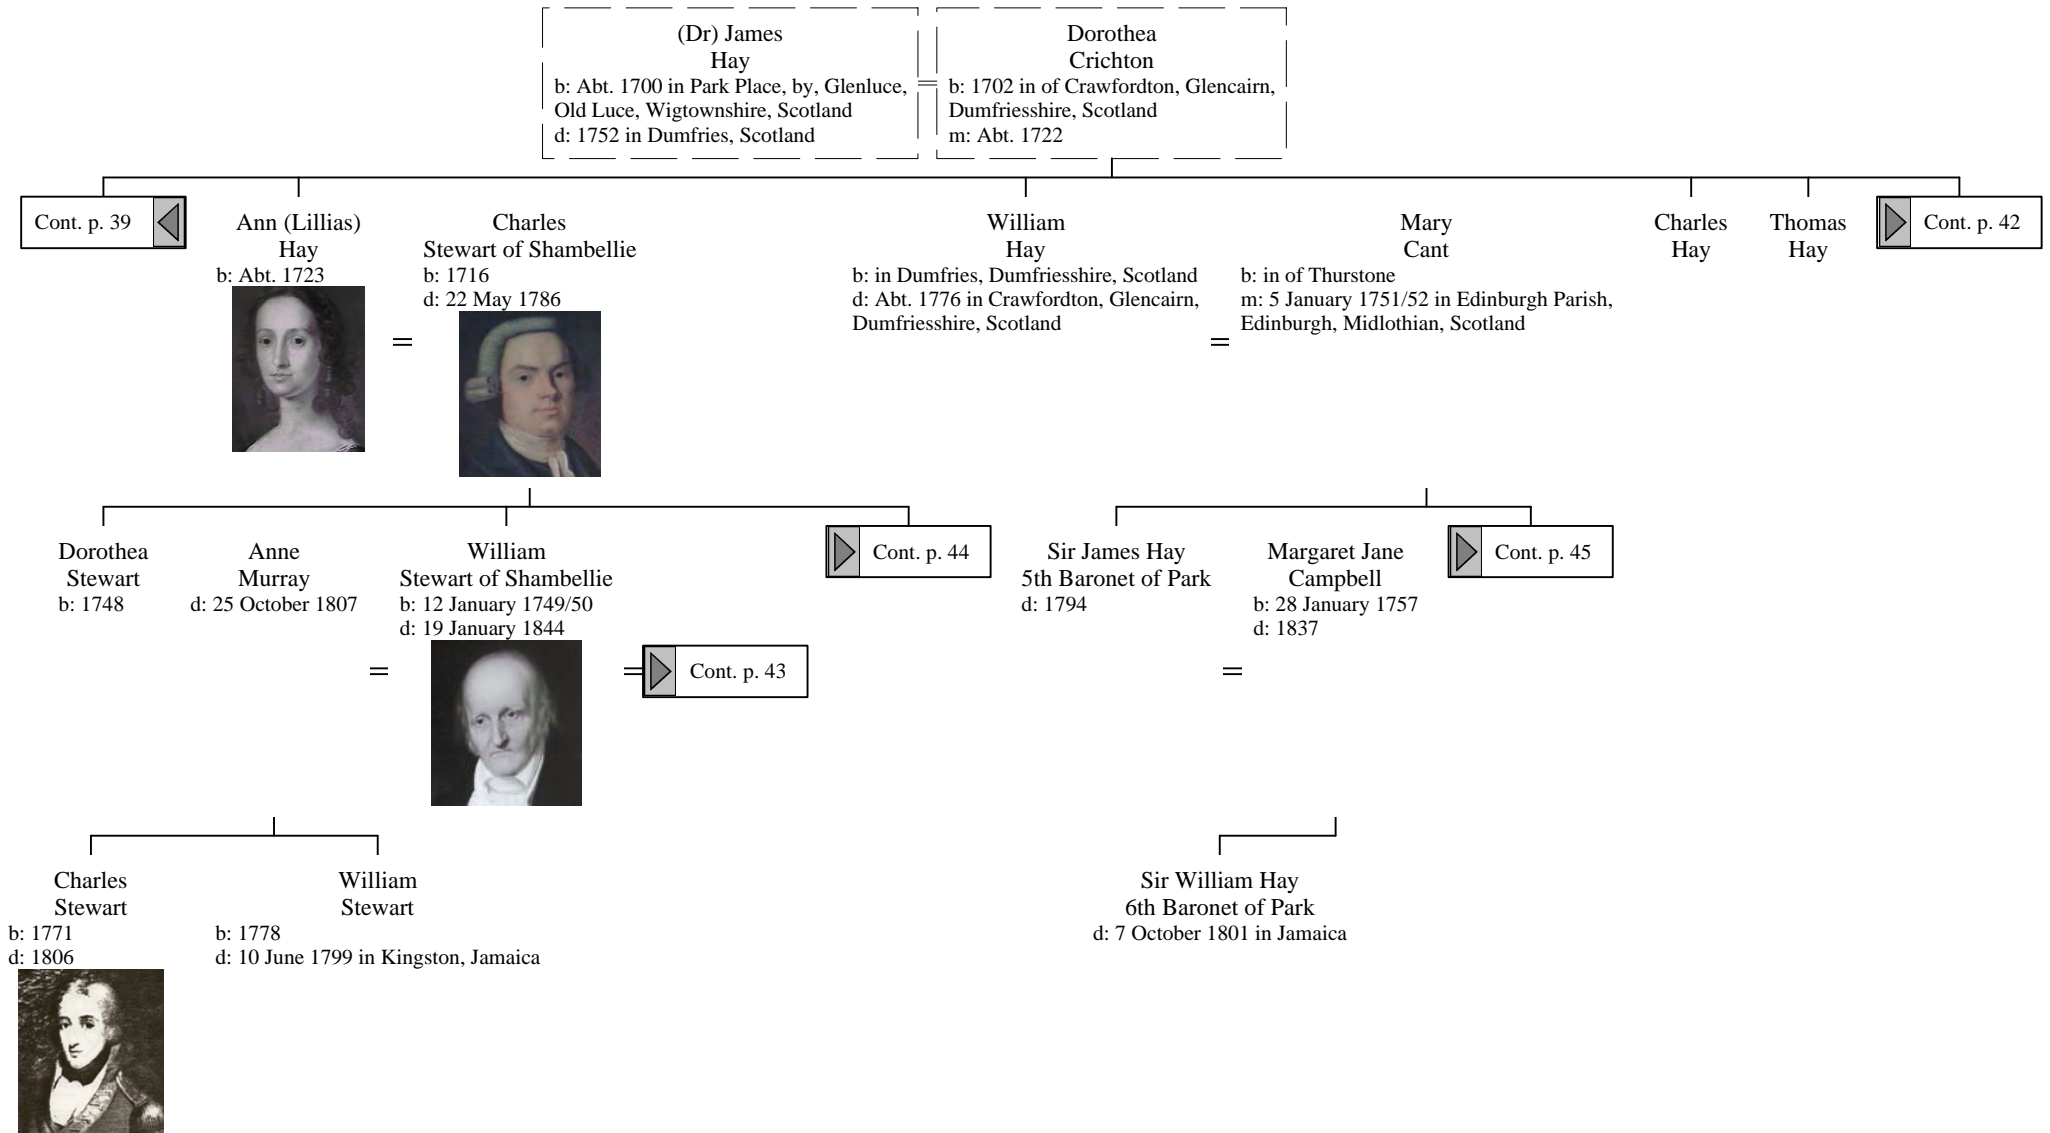 (Dr) James
Hay
b: Abt. 1700 in Park Place, by, Glenluce,
Old Luce, Wigtownshire, Scotland
d: 1752 in Dumfries, Scotland
=
Dorothea
Crichton
b: 1702 in of Crawfordton, Glencairn,
Dumfriesshire, Scotland
m: Abt. 1722
Cont. p. 39
Ann (Lillias)
Hay
b: Abt. 1723
=
Charles
Stewart of Shambellie
b: 1716
d: 22 May 1786
William
Hay
b: in Dumfries, Dumfriesshire, Scotland
d: Abt. 1776 in Crawfordton, Glencairn,
Dumfriesshire, Scotland
=
Mary
Cant
b: in of Thurstone
m: 5 January 1751/52 in Edinburgh Parish,
Edinburgh, Midlothian, Scotland
Charles
Hay
Thomas
Hay
Cont. p. 42
Dorothea
Stewart
b: 1748
Anne
Murray
d: 25 October 1807
=
William
Stewart of Shambellie
b: 12 January 1749/50
d: 19 January 1844
=
Cont. p. 43
Cont. p. 44
Sir James Hay
5th Baronet of Park
d: 1794
=
Margaret Jane
Campbell
b: 28 January 1757
d: 1837
Cont. p. 45
Charles
Stewart
b: 1771
d: 1806
William
Stewart
b: 1778
d: 10 June 1799 in Kingston, Jamaica
Sir William Hay
6th Baronet of Park
d: 7 October 1801 in Jamaica